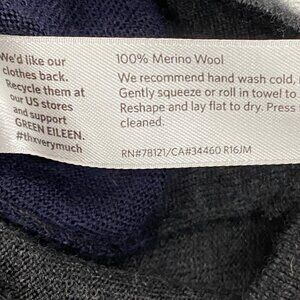 We'd like our
clothes back.
Recycle them at
our US stores
and support
GREEN EILEEN.
#thxverymuch
100% Merino Wool
We recommend hand wash cold,
Gently squeeze or roll in towel to
Reshape and lay flat to dry. Press
cleaned.
RN#78121/CA#34460 R16JM